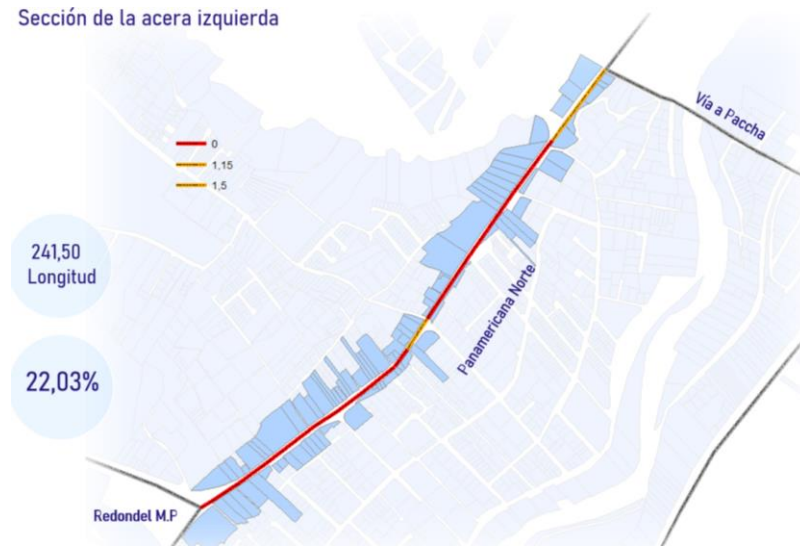 Sección de la acera izquierda
Vía a Paccha
0
1,15
1,5
241,50
Longitud
Panamericana Norte
22,03%
Redondel M.P